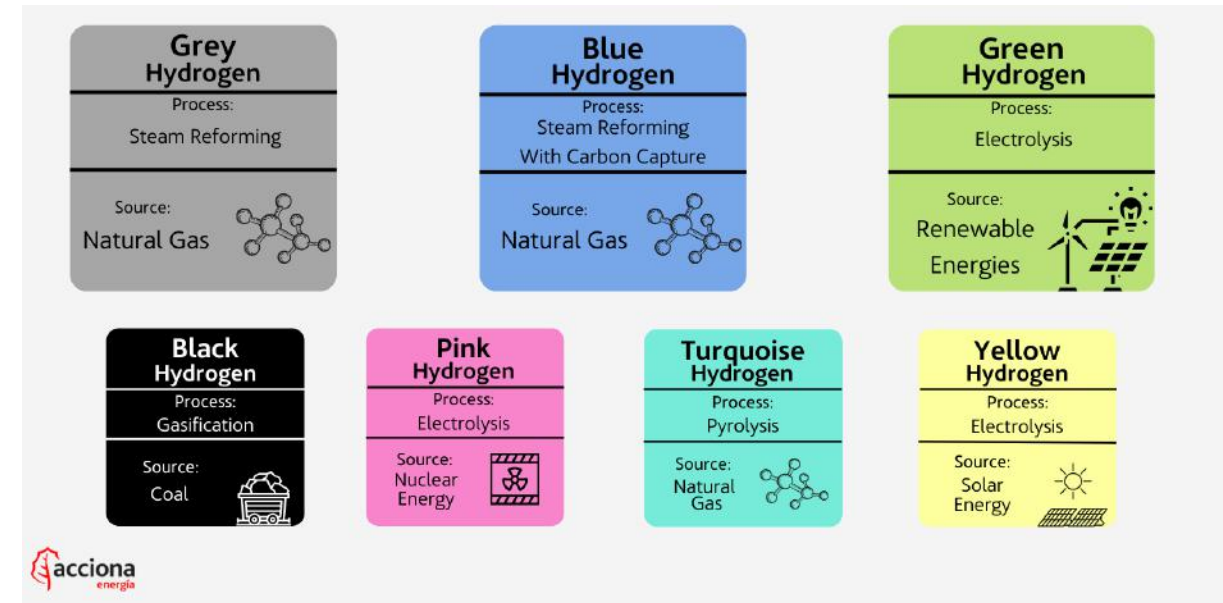 Grey
Hydrogen
Process:
Steam Reforming
Source:
Natural Gas
Blue
Hydrogen
Process:
Steam Reforming
With Carbon Capture
Source:
Natural Gas
Green
Hydrogen
Process:
Electrolysis
Source:
Renewable
Energies
Black
Hydrogen
Process:
Gasification
Source:
Coal
Pink
Hydrogen
Process:
Electrolysis
Source:
Nuclear
Energy
Turquoise
Hydrogen
Process:
Pyrolysis
Source:
Natural
Gas
Yellow
Hydrogen
Process:
Electrolysis
Source:
Solar
Energy
acciona
energía